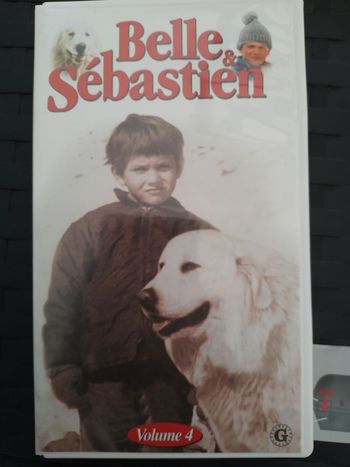 Belle &
Sébastien
Volume 4
G